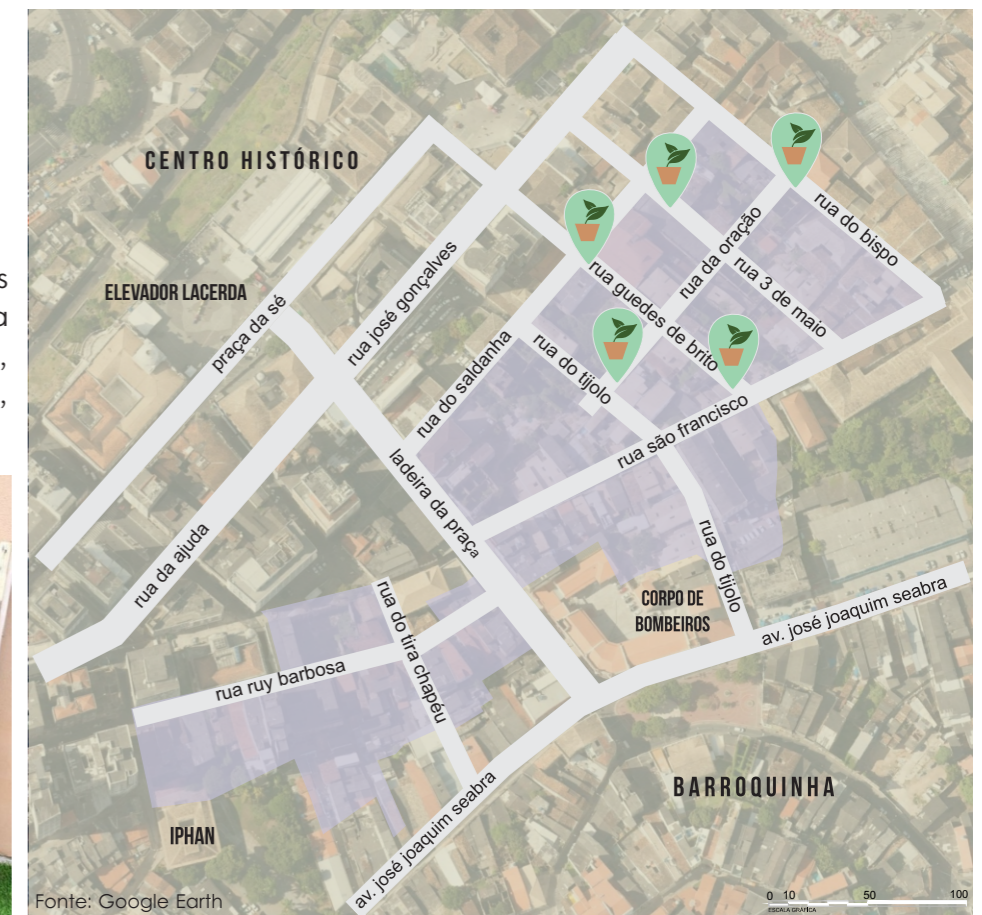 CENTRO HISTÓRICO
ELEVADOR LACERDA
praça da sé
rua josé gonçalves
rua da ajuda
rua do saldanha
ladeira da praça
rua guedes de brito
rua da oração
rua do bispo
rua 3 de maio
rua do tijolo
rua são francisco
rua do tijolo
CORPO DE
BOMBEIROS
av. josé joaquim seabra
rua do tira chapéu
rua ruy barbosa
av. josé joaquim seabra
BARROQUINHA
IPHAN
Fonte: Google Earth
0 10 50 100
ESCALA GRÁFICA
s
a
,
,